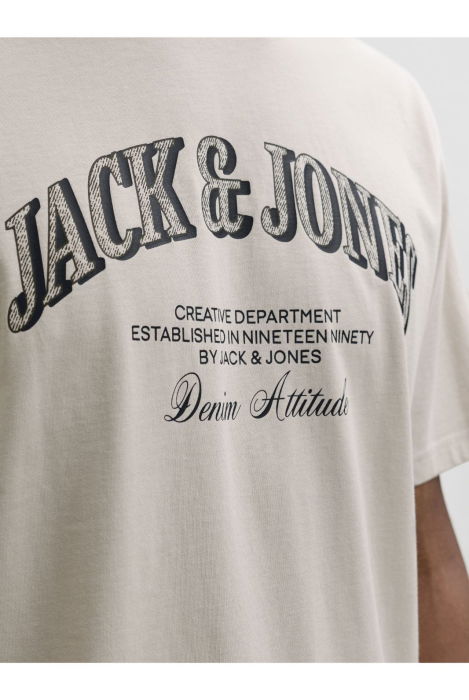 JACK & JONES
CREATIVE DEPARTMENT
ESTABLISHED IN NINETEEN NINETY
BY JACK & JONES
Denim Attitude